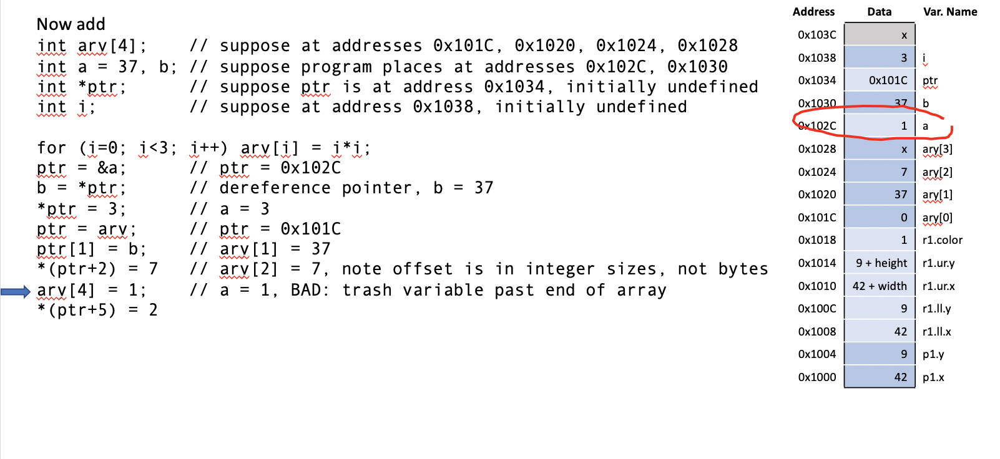 Now add
int arv[4];    // suppose at addresses 0x101C, 0x1020, 0x1024, 0x1028
int a = 37, b; // suppose program places at addresses 0x102C, 0x1030
int *ptr;      // suppose ptr is at address 0x1034, initially undefined
int i;         // suppose at address 0x1038, initially undefined
for (i=0; i<3; i++) arv[i] = i*i;
ptr = &a;      // ptr = 0x102C
b = *ptr;      // dereference pointer, b = 37
*ptr = 3;      // a = 3
ptr = arv;     // ptr = 0x101C
ptr[1] = b;    // arv[1] = 37
*(ptr+2) = 7   // arv[2] = 7, note offset is in integer sizes, not bytes
arv[4] = 1;    // a = 1, BAD: trash variable past end of array
*(ptr+5) = 2
Address Data Var. Name
0x103C x
0x1038 3 i
0x1034 0x101C ptr
0x1030 37 b
0x102C 1 a
0x1028 x ary[3]
0x1024 7 ary[2]
0x1020 37 ary[1]
0x101C 0 ary[0]
0x1018 1 r1.color
0x1014 9 + height r1.ur.y
0x1010 42 + width r1.ur.x
0x100C 9 r1.ll.y
0x1008 42 r1.ll.x
0x1004 9 p1.y
0x1000 42 p1.x